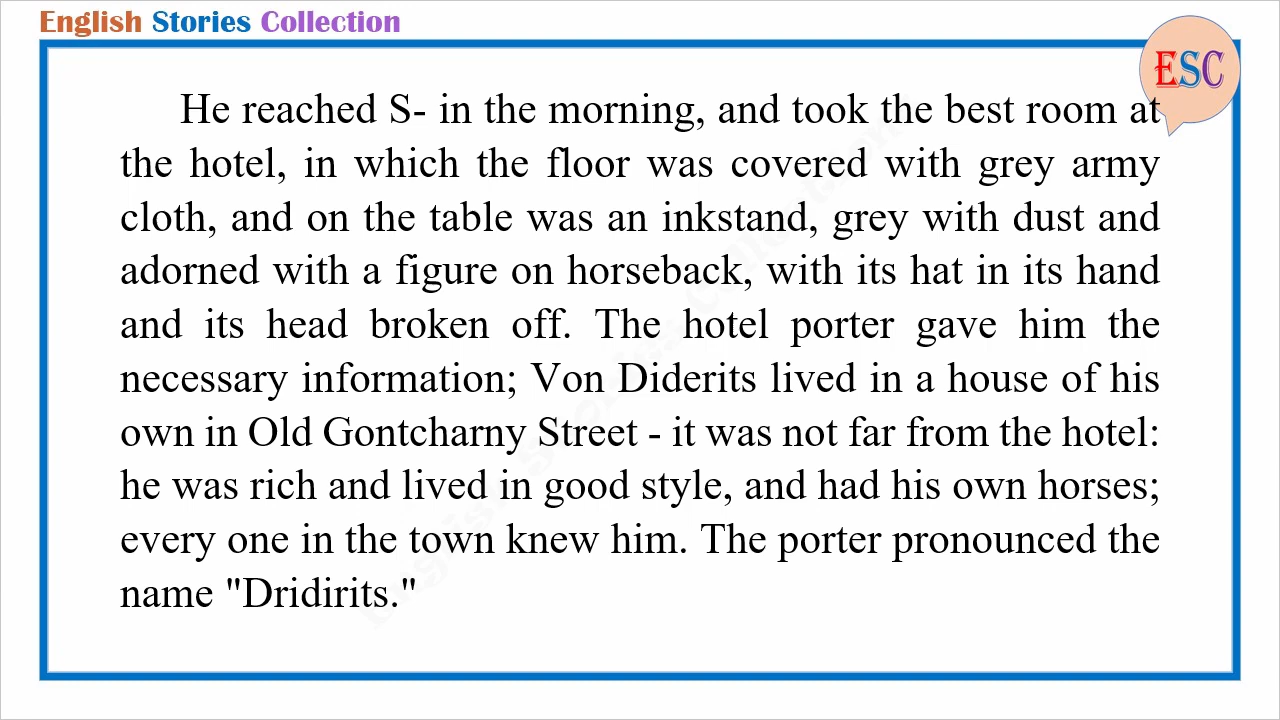 English Stories Collection
ESC
He reached S- in the morning, and took the best room at
the hotel, in which the floor was covered with grey army
cloth, and on the table was an inkstand, grey with dust and
adorned with a figure on horseback, with its hat in its hand
and its head broken off. The hotel porter gave him the
necessary information; Von Diderits lived in a house of his
own in Old Gontcharny Street - it was not far from the hotel:
he was rich and lived in good style, and had his own horses;
every one in the town knew him. The porter pronounced the
name "Dridirits."